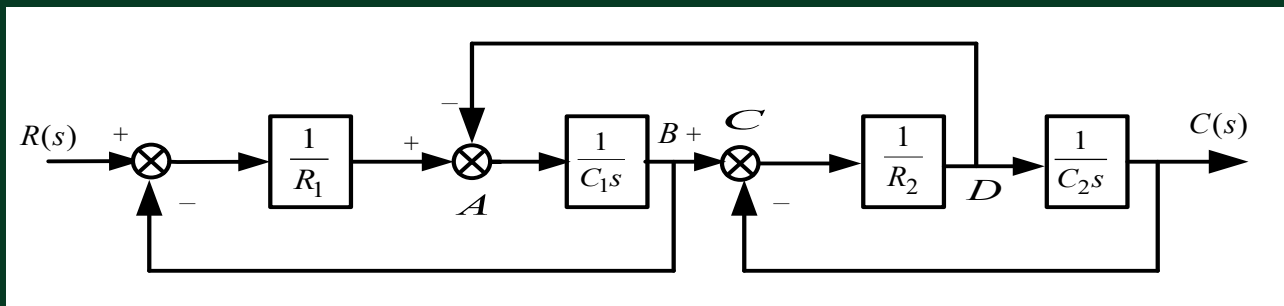 R(s)
+
−
1
R₁
+
−
A
1
C₁s
B +
C
−
1
R₂
D
1
C₂s
C(s)